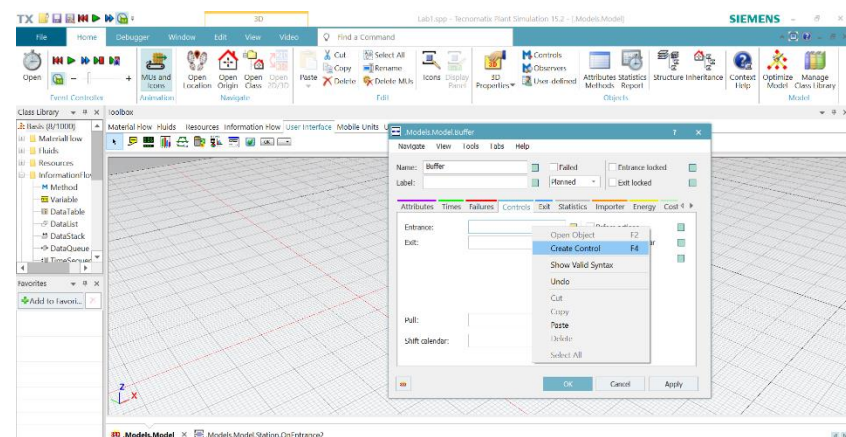 TX
3D
Lab1.spp - Tecnomatix Plant Simulation 15.2 - [.Models.Model]
SIEMENS
File Home Debugger Window Edit View Video Find a Command
Open
MUs and Icons
Open Location
Open Origin
Open Class
Open 2D/3D
Paste
Cut
Copy
Delete
Select All
Rename
Delete MUs
Icons
Display Panel
3D Properties
Controls
Observers
User-defined
Attributes Methods
Statistics Report
Structure
Inheritance
Context Help
Optimize Model
Manage Class Library
Event Controller Animation Navigate Edit Objects Model
Class Library
Toolbox
Basis (8/1000)
MaterialFlow
Fluids
Resources
InformationFlow
Method
Variable
DataTable
DataList
DataStack
DataQueue
Favorites
Add to Favori...
Material Flow Fluids Resources Information Flow User Interface Mobile Units
.Models.Model.Buffer
Navigate View Tools Tabs Help
Name: Buffer
Failed
Entrance locked
Label:
Planned
Exit locked
Attributes Times Failures Controls Exit Statistics Importer Energy Cost
Entrance:
Exit:
Pull:
Shift calendar:
Open Object F2
Create Control F4
Show Valid Syntax
Undo
Cut
Copy
Paste
Delete
Select All
3D
OK Cancel Apply
Z
X
.Models.Model
.Models.Model.Station.OnEntrance2